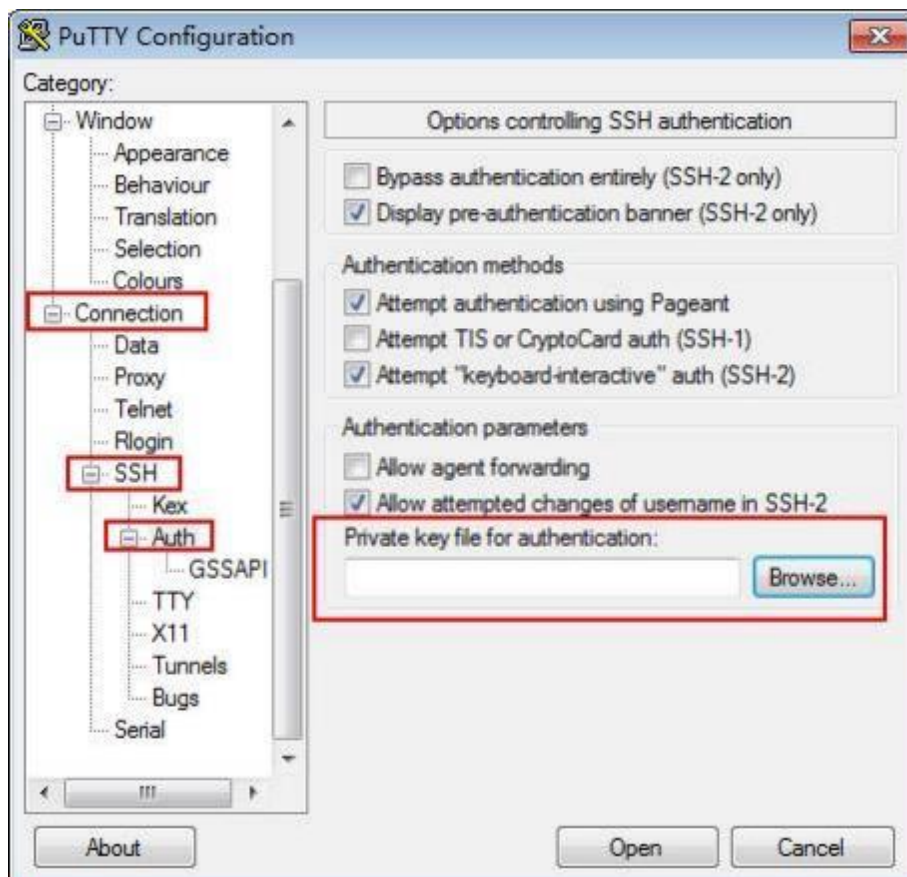 PuTTY Configuration
Category:
Window
Appearance
Behaviour
Translation
Selection
Colours
Connection
Data
Proxy
Telnet
Rlogin
SSH
Kex
Auth
GSSAPI
TTY
X11
Tunnels
Bugs
Serial
Options controlling SSH authentication
Bypass authentication entirely (SSH-2 only)
Display pre-authentication banner (SSH-2 only)
Authentication methods
Attempt authentication using Pageant
Attempt TIS or CryptoCard auth (SSH-1)
Attempt "keyboard-interactive" auth (SSH-2)
Authentication parameters
Allow agent forwarding
Allow attempted changes of username in SSH-2
Private key file for authentication:
Browse...
About
Open
Cancel